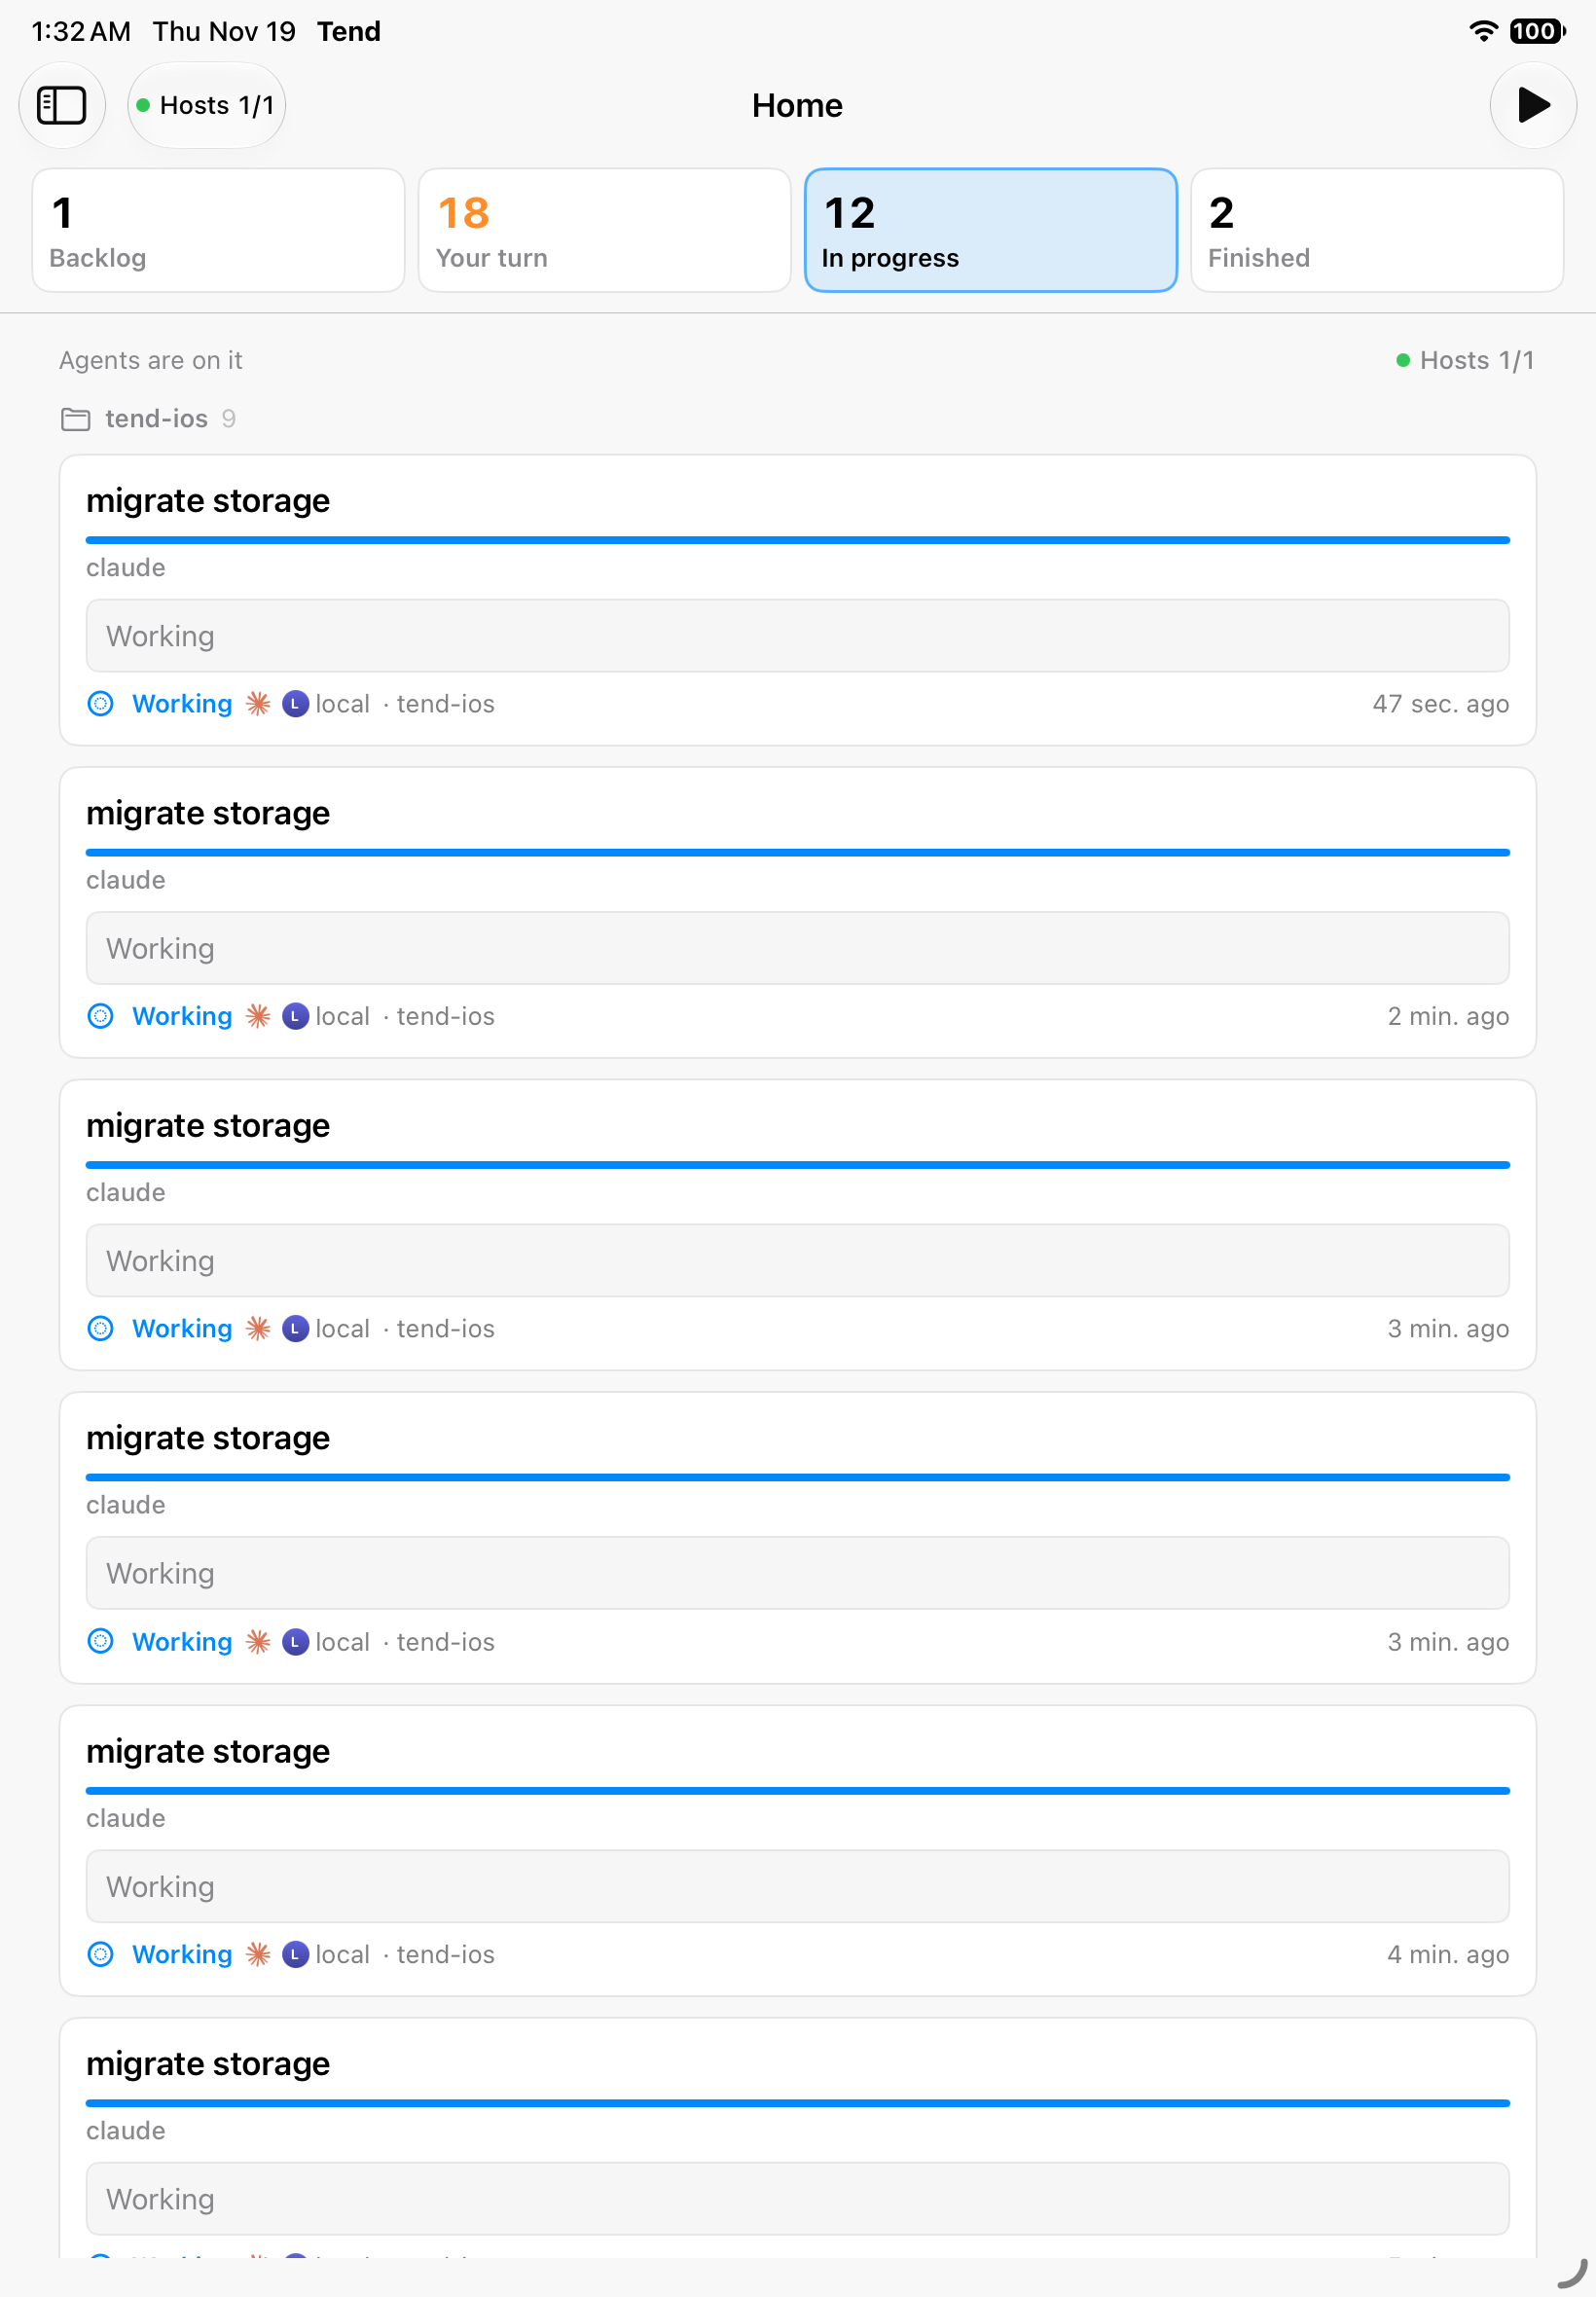 1:32 AM Thu Nov 19 Tend
100
Hosts 1/1
Home
1
Backlog
18
Your turn
12
In progress
2
Finished
Agents are on it
Hosts 1/1
tend-ios 9
migrate storage
claude
Working
Working L local · tend-ios 47 sec. ago
migrate storage
claude
Working
Working L local · tend-ios 2 min. ago
migrate storage
claude
Working
Working L local · tend-ios 3 min. ago
migrate storage
claude
Working
Working L local · tend-ios 3 min. ago
migrate storage
claude
Working
Working L local · tend-ios 4 min. ago
migrate storage
claude
Working